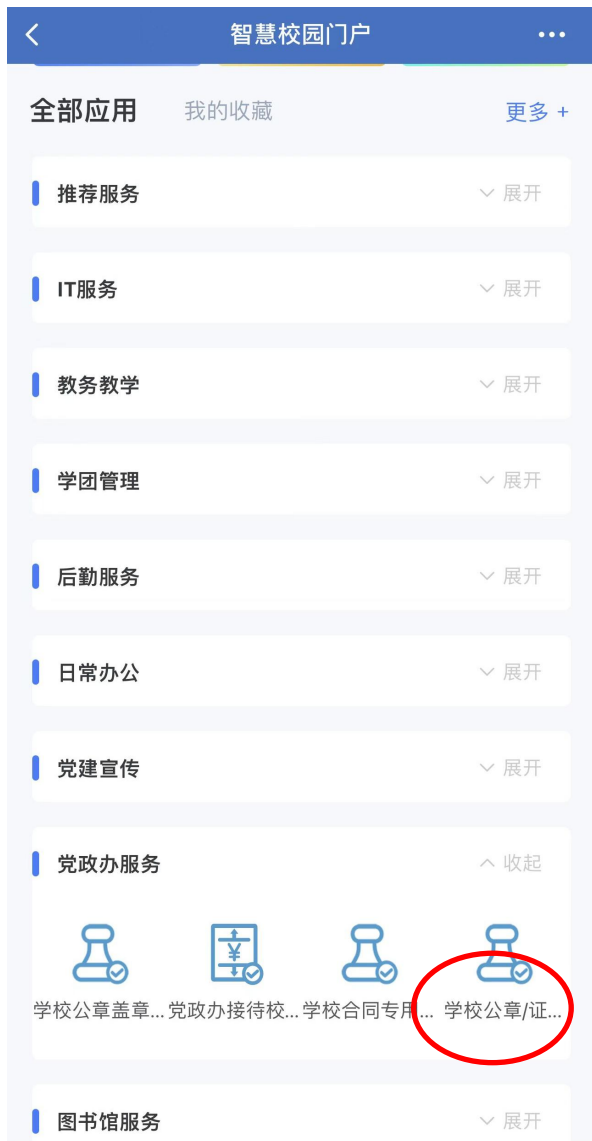 智慧校园门户
全部应用 我的收藏 更多 +
推荐服务 展开
IT服务 展开
教务教学 展开
学团管理 展开
后勤服务 展开
日常办公 展开
党建宣传 展开
党政办服务 收起
¥
学校公章盖章... 党政办接待校... 学校合同专用... 学校公章/证...
图书馆服务 展开